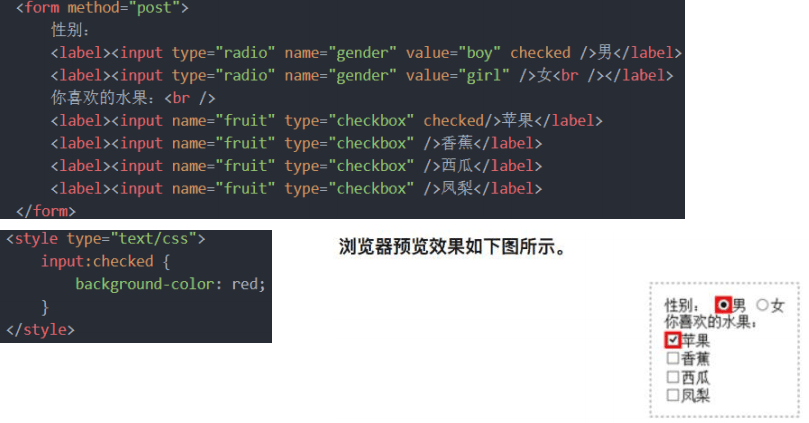 <form method="post">
性别:
<label><input type="radio" name="gender" value="boy" checked />男</label>
<label><input type="radio" name="gender" value="girl" />女<br /></label>
你喜欢的水果：<br />
<label><input name="fruit" type="checkbox" checked/>苹果</label>
<label><input name="fruit" type="checkbox" />香蕉</label>
<label><input name="fruit" type="checkbox" />西瓜</label>
<label><input name="fruit" type="checkbox" />凤梨</label>
</form>
<style type="text/css">
input:checked {
background-color: red;
}
</style>
浏览器预览效果如下图所示。
性别： 男 女
你喜欢的水果：
苹果
香蕉
西瓜
凤梨